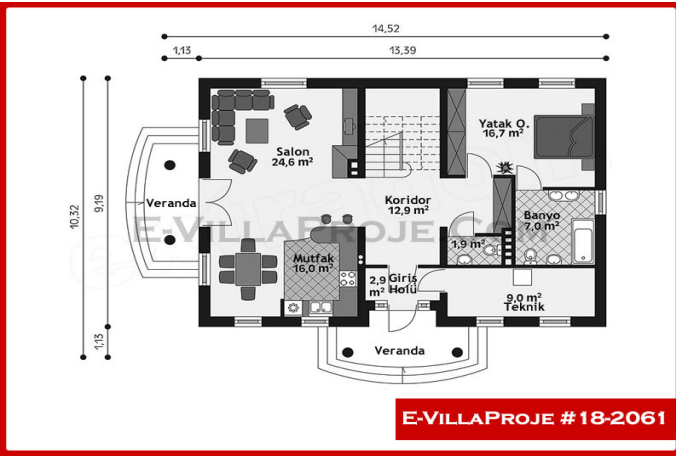 14,52
1,13
13,39
10,32
9,19
1,13
Salon
24,6 m²
Yatak O.
16,7 m²
Veranda
Koridor
12,9 m²
Banyo
7,0 m²
E-VillaProje.Com
1,9 m²
Mutfak
16,0 m²
2,9 Giriş
m² Holü
9,0 m²
Teknik
Veranda
E-VillaProje #18-2061